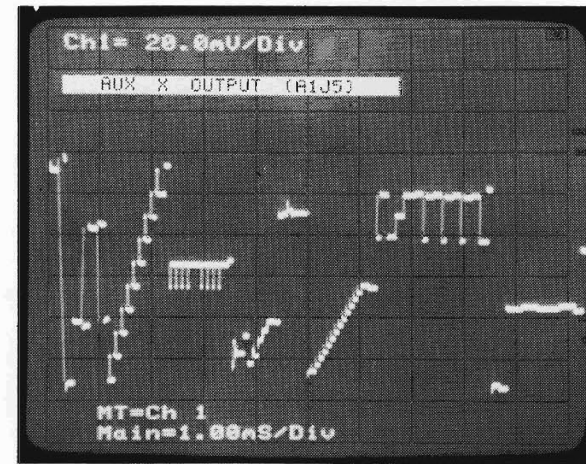 Ch1= 20.0mV/Div
AUX X OUTPUT (A1J5)
MT=Ch 1
Main=1.00mS/Div